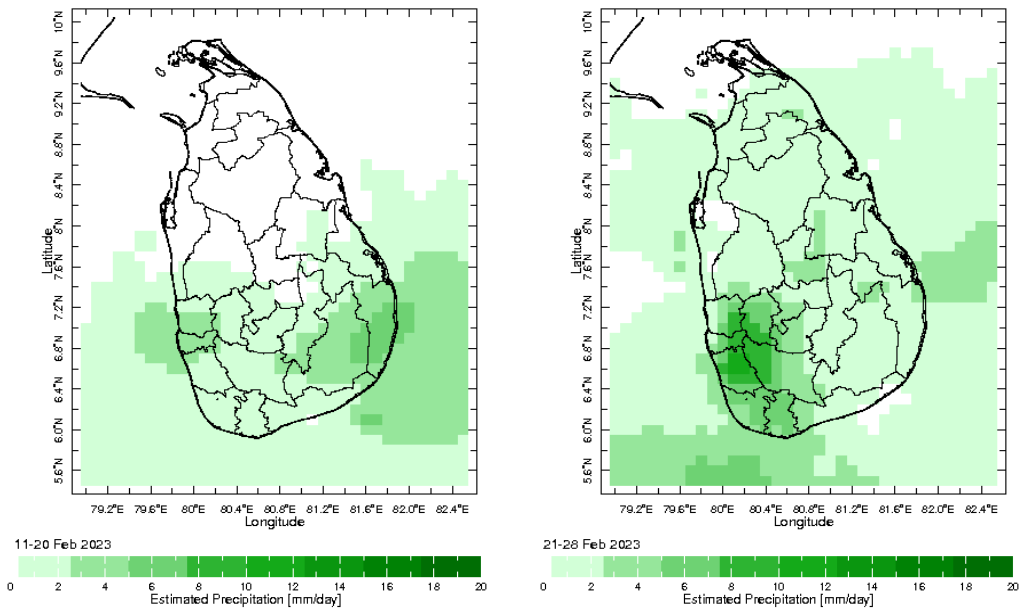 10°N
9.6°N
9.2°N
8.8°N
8.4°N
8°N
7.6°N
7.2°N
6.8°N
6.4°N
6.0°N
5.6°N
Latitude
79.2°E 79.6°E 80°E 80.4°E 80.8°E 81.2°E 81.6°E 82.0°E 82.4°E
Longitude
11-20 Feb 2023
0 2 4 6 8 10 12 14 16 18 20
Estimated Precipitation [mm/day]
10°N
9.6°N
9.2°N
8.8°N
8.4°N
8°N
7.6°N
7.2°N
6.8°N
6.4°N
6.0°N
5.6°N
Latitude
79.2°E 79.6°E 80°E 80.4°E 80.8°E 81.2°E 81.6°E 82.0°E 82.4°E
Longitude
21-28 Feb 2023
0 2 4 6 8 10 12 14 16 18 20
Estimated Precipitation [mm/day]